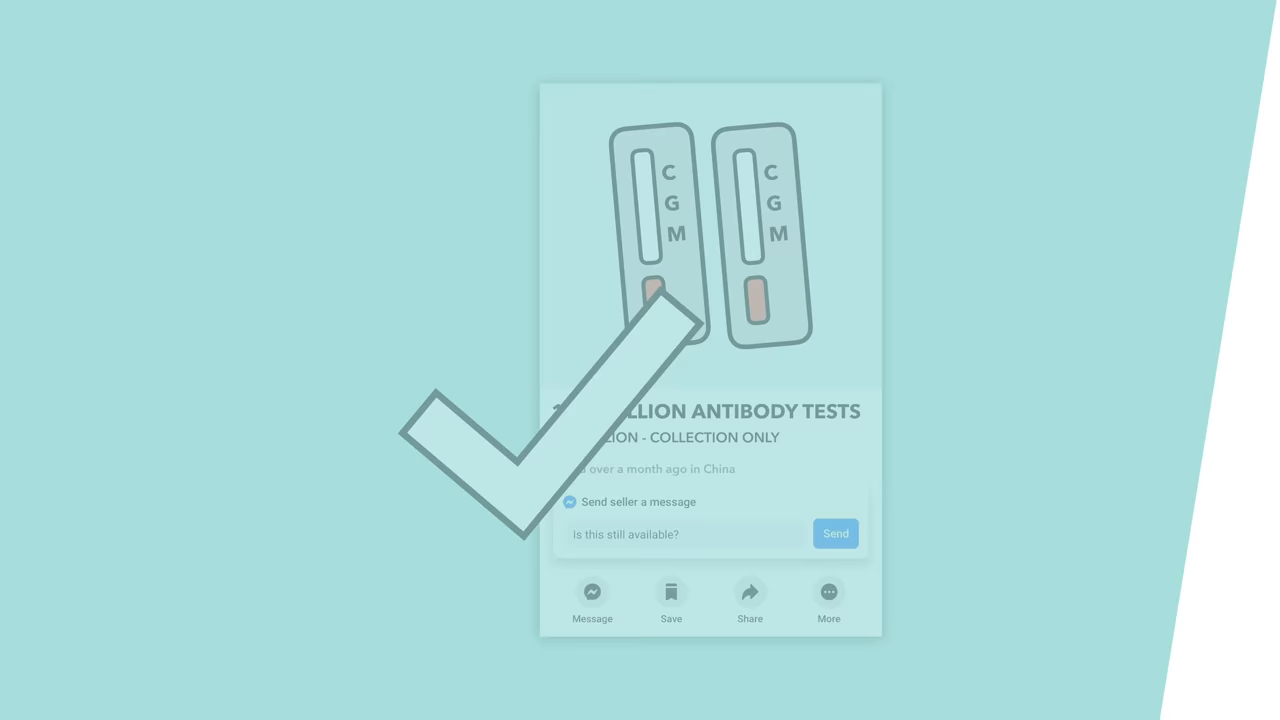 C
G
M
C
G
M
ANTIBODY TESTS
- COLLECTION ONLY
over a month ago in China
Send seller a message
Is this still available?
Send
Message
Save
Share
More